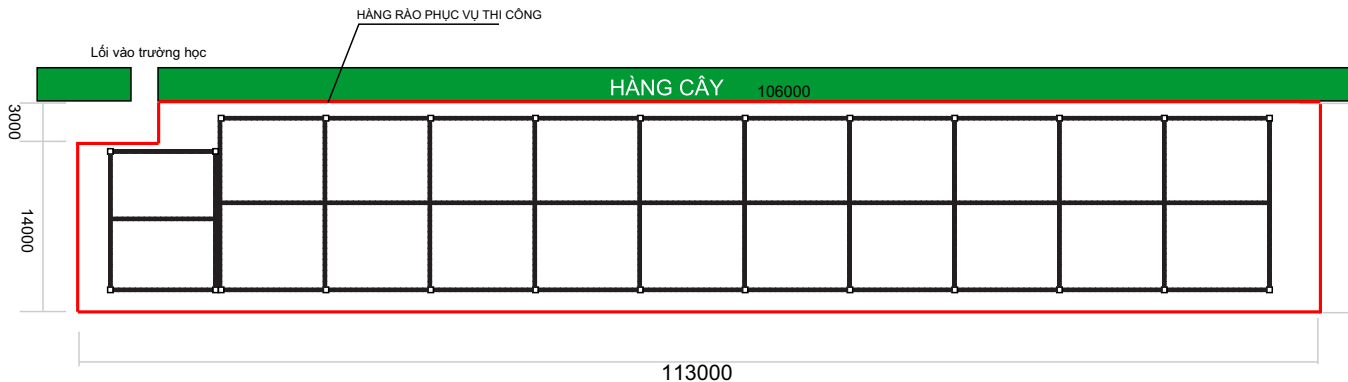 HÀNG RÀO PHỤC VỤ THI CÔNG
Lối vào trường học
HÀNG CÂY
106000
3000
14000
113000